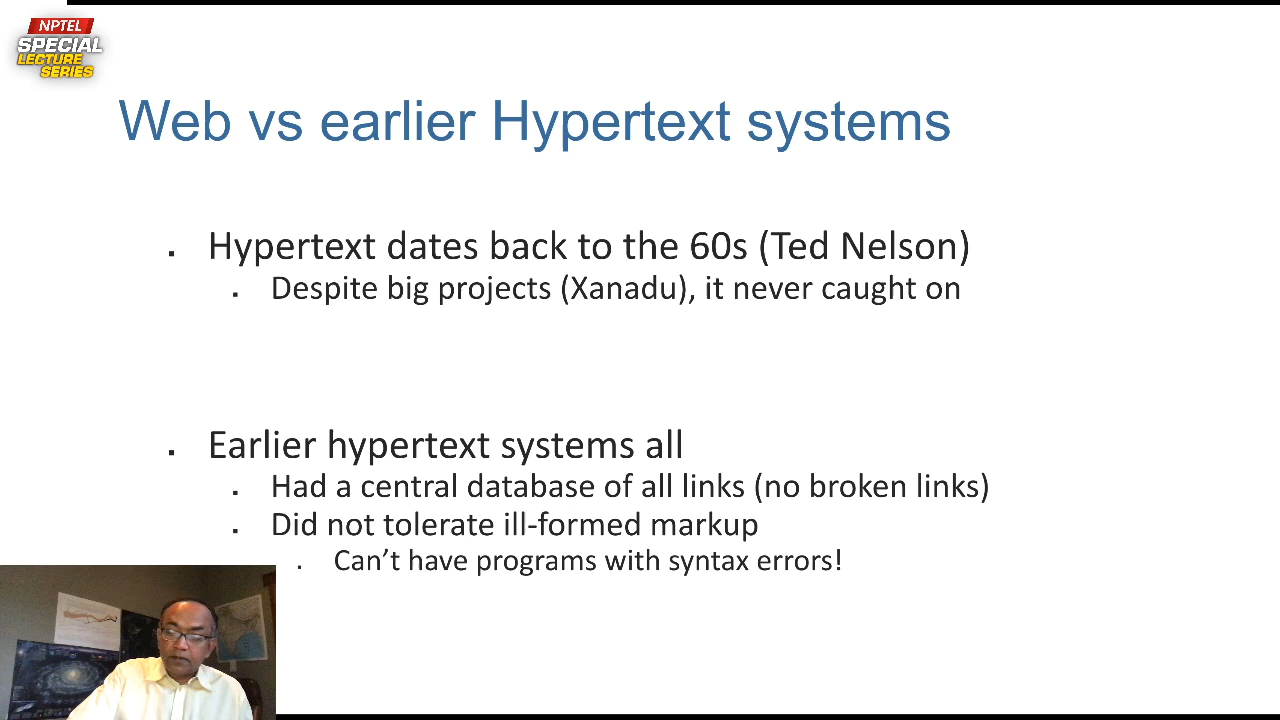 NPTEL
SPECIAL
LECTURE
SERIES
Web vs earlier Hypertext systems
▪ Hypertext dates back to the 60s (Ted Nelson)
▪ Despite big projects (Xanadu), it never caught on
▪ Earlier hypertext systems all
▪ Had a central database of all links (no broken links)
▪ Did not tolerate ill-formed markup
▪ Can’t have programs with syntax errors!